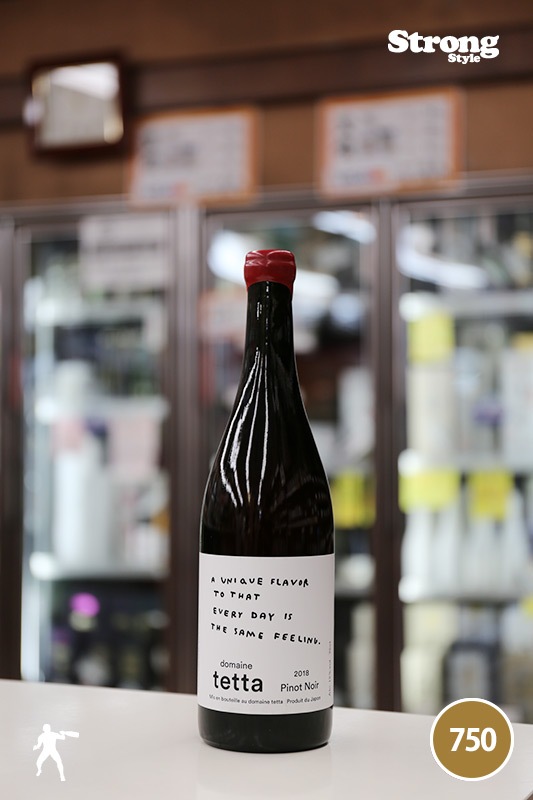 Strong
Style
A UNIQUE FLAVOR
TO THAT
EVERY DAY IS
THE SAME FEELING.
domaine
tetta
2018
Pinot Noir
Mis en bouteille au domaine tetta Produit du Japon
750